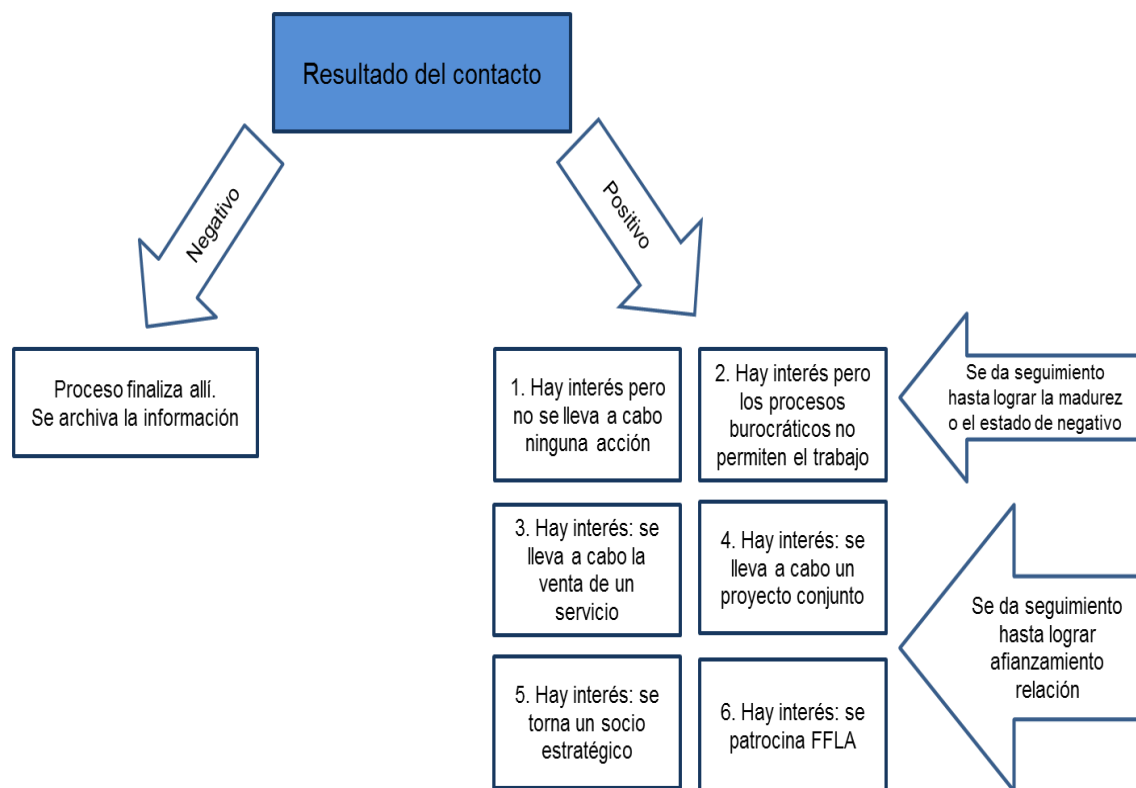 Resultado del contacto
Negativo
Positivo
Proceso finaliza allí.
Se archiva la información
1. Hay interés pero
no se lleva a cabo
ninguna acción
2. Hay interés pero
los procesos
burocráticos no
permiten el trabajo
Se da seguimiento
hasta lograr la madurez
o el estado de negativo
3. Hay interés: se
lleva a cabo la
venta de un
servicio
4. Hay interés: se
lleva a cabo un
proyecto conjunto
Se da seguimiento
hasta lograr
afianzamiento
relación
5. Hay interés: se
torna un socio
estratégico
6. Hay interés: se
patrocina FFLA